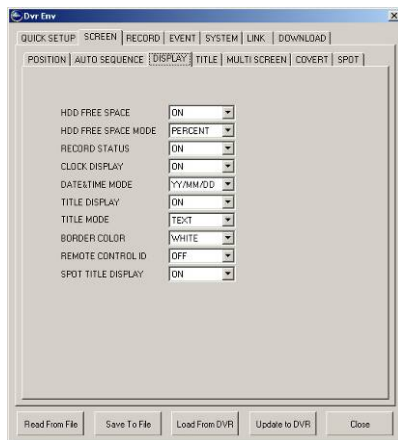 Dvr Env
QUICK SETUP SCREEN RECORD EVENT SYSTEM LINK DOWNLOAD
POSITION AUTO SEQUENCE DISPLAY TITLE MULTI SCREEN COVERT SPOT
HDD FREE SPACE ON
HDD FREE SPACE MODE PERCENT
RECORD STATUS ON
CLOCK DISPLAY ON
DATE&TIME MODE YY/MM/DD
TITLE DISPLAY ON
TITLE MODE TEXT
BORDER COLOR WHITE
REMOTE CONTROL ID OFF
SPOT TITLE DISPLAY ON
Read From File Save To File Load From DVR Update to DVR Close